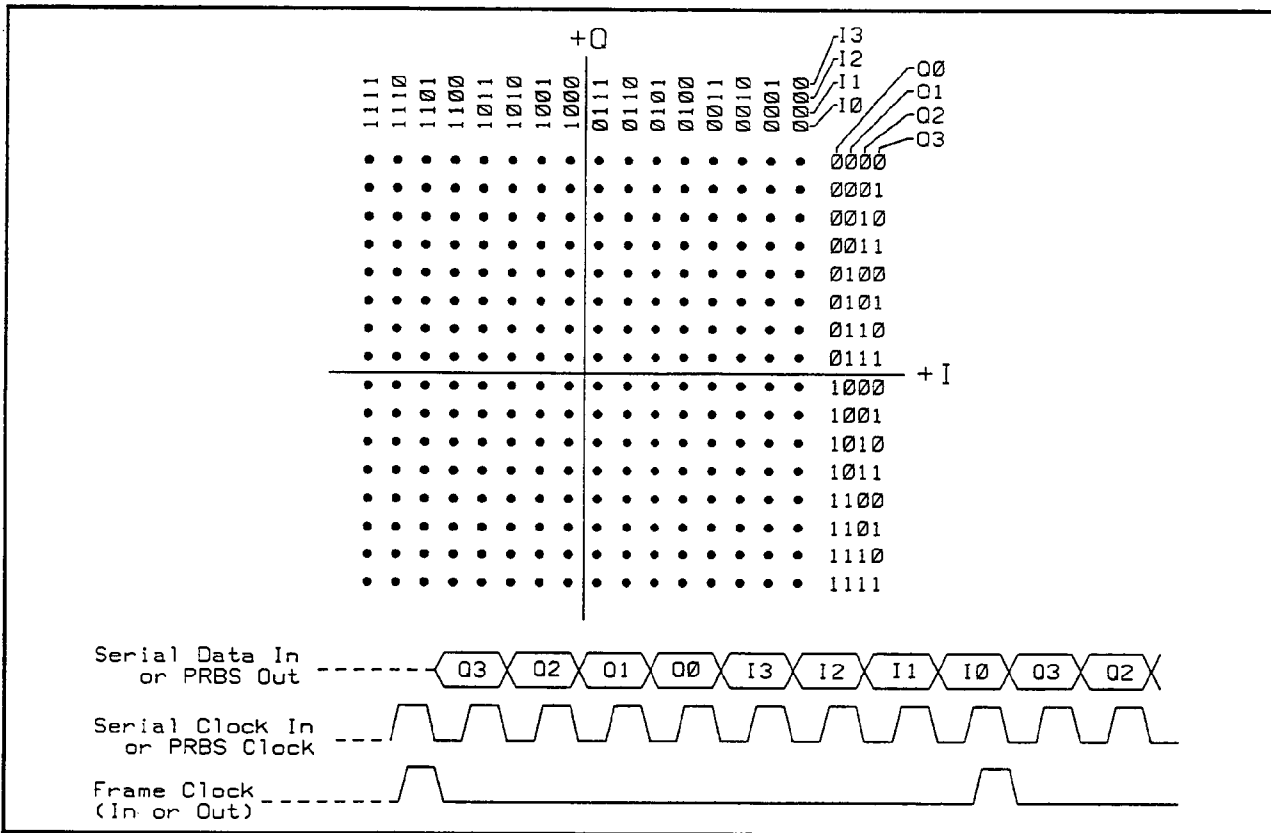 +Q
1111 1110 1101 1100 1011 1010 1001 1000 0111 0110 0101 0100 0011 0010 0001 0000
I3
I2
I1
I0
Q0
Q1
Q2
Q3
0000
0001
0010
0011
0100
0101
0110
0111
+I
1000
1001
1010
1011
1100
1101
1110
1111
Serial Data In
or PRBS Out
Q3 Q2 Q1 Q0 I3 I2 I1 I0 Q3 Q2
Serial Clock In
or PRBS Clock
Frame Clock
(In or Out)